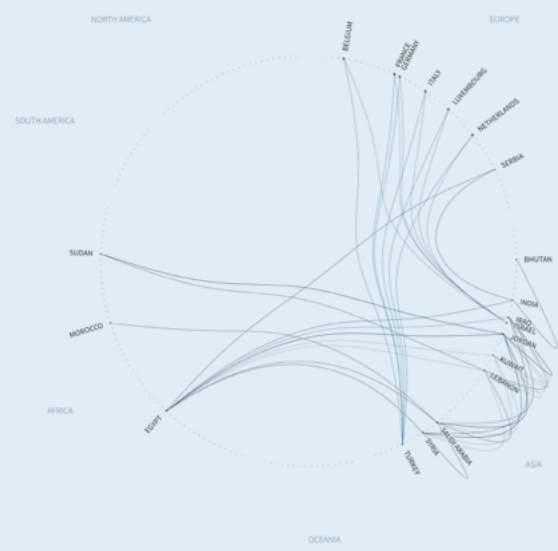 NORTH AMERICA
EUROPE
BELGIUM
FRANCE
GERMANY
ITALY
LUXEMBOURG
NETHERLANDS
SOUTH AMERICA
SERBIA
SUDAN
BHUTAN
INDIA
IRAQ
ISRAEL
JORDAN
MOROCCO
KUWAIT
LEBANON
AFRICA
EGYPT
SAUDI ARABIA
SYRIA
TURKEY
ASIA
OCEANIA